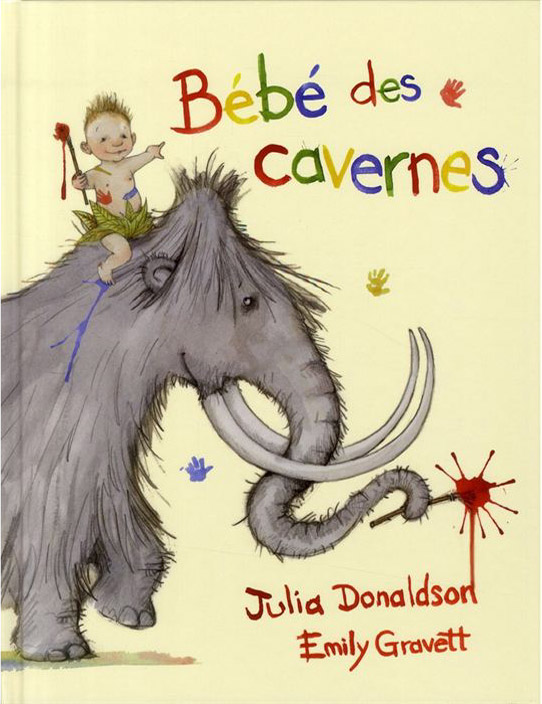 Bébé des
cavernes
Julia Donaldson
Emily Gravett